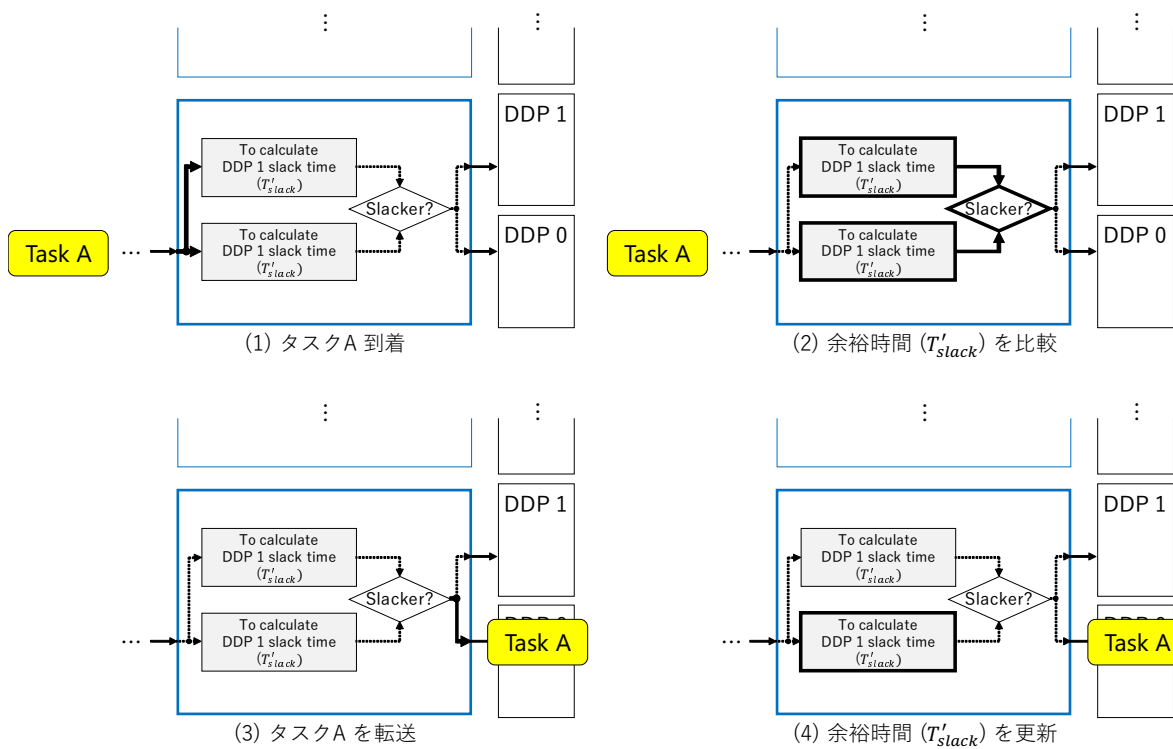 ⋮
⋮
DDP 1
To calculate
DDP 1 slack time
(T′slack)
Slacker?
To calculate
DDP 1 slack time
(T′slack)
DDP 0
Task A
…
(1) タスクA 到着
⋮
⋮
DDP 1
To calculate
DDP 1 slack time
(T′slack)
Slacker?
To calculate
DDP 1 slack time
(T′slack)
DDP 0
Task A
…
(2) 余裕時間 (T′slack) を比較
⋮
⋮
DDP 1
To calculate
DDP 1 slack time
(T′slack)
Slacker?
To calculate
DDP 1 slack time
(T′slack)
…
Task A
(3) タスクA を転送
⋮
⋮
DDP 1
To calculate
DDP 1 slack time
(T′slack)
Slacker?
To calculate
DDP 1 slack time
(T′slack)
…
Task A
(4) 余裕時間 (T′slack) を更新